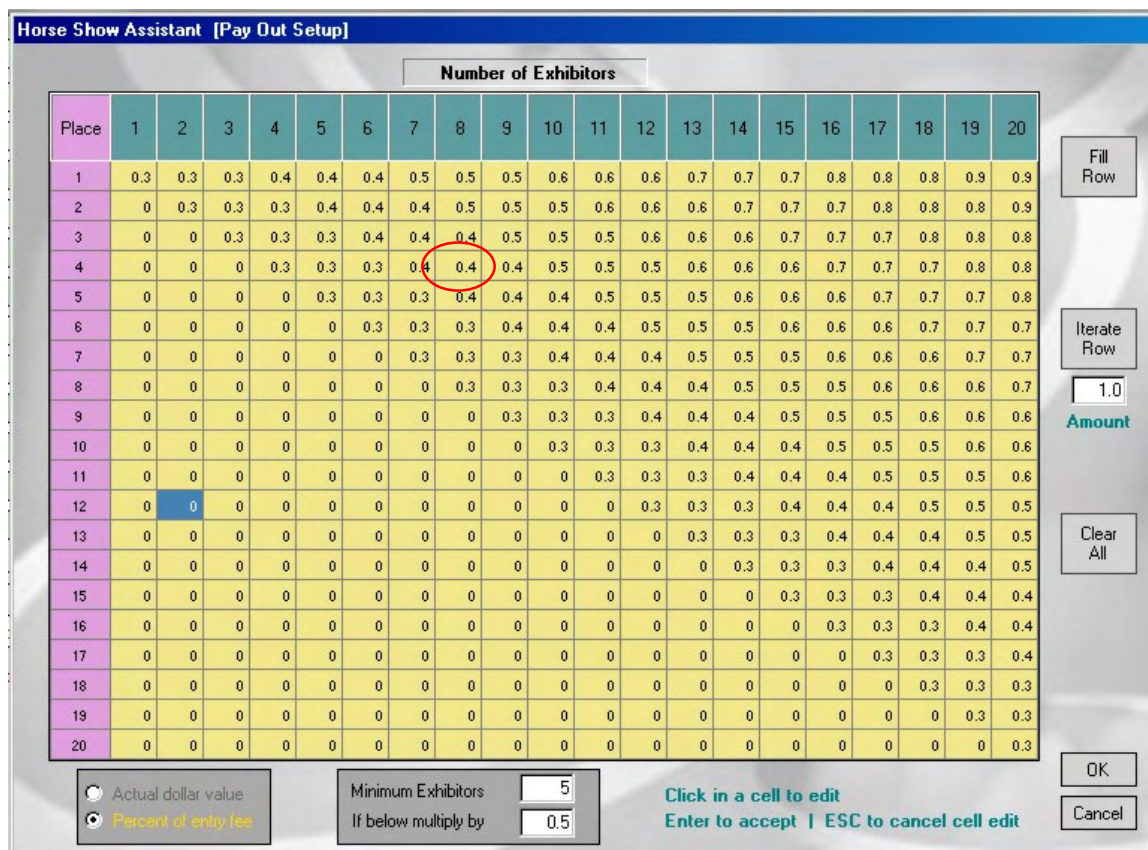 Horse Show Assistant [Pay Out Setup]
Number of Exhibitors
Place 1 2 3 4 5 6 7 8 9 10 11 12 13 14 15 16 17 18 19 20
1 0.3 0.3 0.3 0.4 0.4 0.4 0.5 0.5 0.5 0.6 0.6 0.6 0.7 0.7 0.7 0.8 0.8 0.8 0.9 0.9
Fill
Row
2 0 0.3 0.3 0.3 0.4 0.4 0.4 0.5 0.5 0.5 0.6 0.6 0.6 0.7 0.7 0.7 0.8 0.8 0.8 0.9
3 0 0 0.3 0.3 0.3 0.4 0.4 0.4 0.5 0.5 0.5 0.6 0.6 0.6 0.7 0.7 0.7 0.8 0.8 0.8
4 0 0 0 0.3 0.3 0.3 0.4 0.4 0.4 0.5 0.5 0.5 0.6 0.6 0.6 0.7 0.7 0.7 0.8 0.8
5 0 0 0 0 0.3 0.3 0.3 0.4 0.4 0.4 0.5 0.5 0.5 0.6 0.6 0.6 0.7 0.7 0.7 0.8
6 0 0 0 0 0 0.3 0.3 0.3 0.4 0.4 0.4 0.5 0.5 0.5 0.6 0.6 0.6 0.7 0.7 0.7
Iterate
Row
7 0 0 0 0 0 0 0.3 0.3 0.3 0.4 0.4 0.4 0.5 0.5 0.5 0.6 0.6 0.6 0.7 0.7
8 0 0 0 0 0 0 0 0.3 0.3 0.3 0.4 0.4 0.4 0.5 0.5 0.5 0.6 0.6 0.6 0.7
1.0
9 0 0 0 0 0 0 0 0 0.3 0.3 0.3 0.4 0.4 0.4 0.5 0.5 0.5 0.6 0.6 0.6
Amount
10 0 0 0 0 0 0 0 0 0 0.3 0.3 0.3 0.4 0.4 0.4 0.5 0.5 0.5 0.6 0.6
11 0 0 0 0 0 0 0 0 0 0 0.3 0.3 0.3 0.4 0.4 0.4 0.5 0.5 0.5 0.6
12 0 0 0 0 0 0 0 0 0 0 0 0.3 0.3 0.3 0.4 0.4 0.4 0.5 0.5 0.5
13 0 0 0 0 0 0 0 0 0 0 0 0 0.3 0.3 0.3 0.4 0.4 0.4 0.5 0.5
Clear
All
14 0 0 0 0 0 0 0 0 0 0 0 0 0 0.3 0.3 0.3 0.4 0.4 0.4 0.5
15 0 0 0 0 0 0 0 0 0 0 0 0 0 0 0.3 0.3 0.3 0.4 0.4 0.4
16 0 0 0 0 0 0 0 0 0 0 0 0 0 0 0 0.3 0.3 0.3 0.4 0.4
17 0 0 0 0 0 0 0 0 0 0 0 0 0 0 0 0 0.3 0.3 0.3 0.4
18 0 0 0 0 0 0 0 0 0 0 0 0 0 0 0 0 0 0.3 0.3 0.3
19 0 0 0 0 0 0 0 0 0 0 0 0 0 0 0 0 0 0 0.3 0.3
20 0 0 0 0 0 0 0 0 0 0 0 0 0 0 0 0 0 0 0 0.3
Actual dollar value
Percent of entry fee
Minimum Exhibitors 5
If below multiply by 0.5
Click in a cell to edit
Enter to accept | ESC to cancel cell edit
OK
Cancel